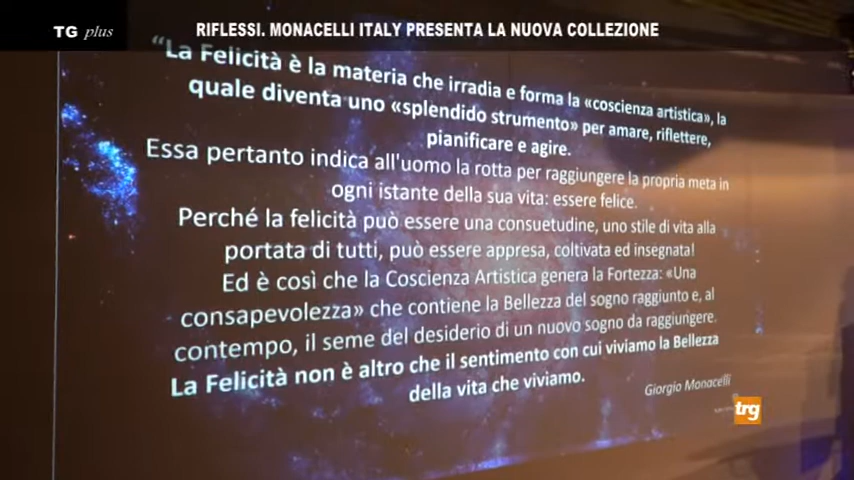 TG plus
RIFLESSI. MONACELLI ITALY PRESENTA LA NUOVA COLLEZIONE
“La Felicità è la materia che irradia e forma la «coscienza artistica», la
quale diventa uno «splendido strumento» per amare, riflettere,
pianificare e agire.
Essa pertanto indica all'uomo la rotta per raggiungere la propria meta in
ogni istante della sua vita: essere felice.
Perché la felicità può essere una consuetudine, uno stile di vita alla
portata di tutti, può essere appresa, coltivata ed insegnata!
Ed è così che la Coscienza Artistica genera la Fortezza: «Una
consapevolezza» che contiene la Bellezza del sogno raggiunto e, al
contempo, il seme del desiderio di un nuovo sogno da raggiungere.
La Felicità non è altro che il sentimento con cui viviamo la Bellezza
della vita che viviamo.
Giorgio Monacelli
trg